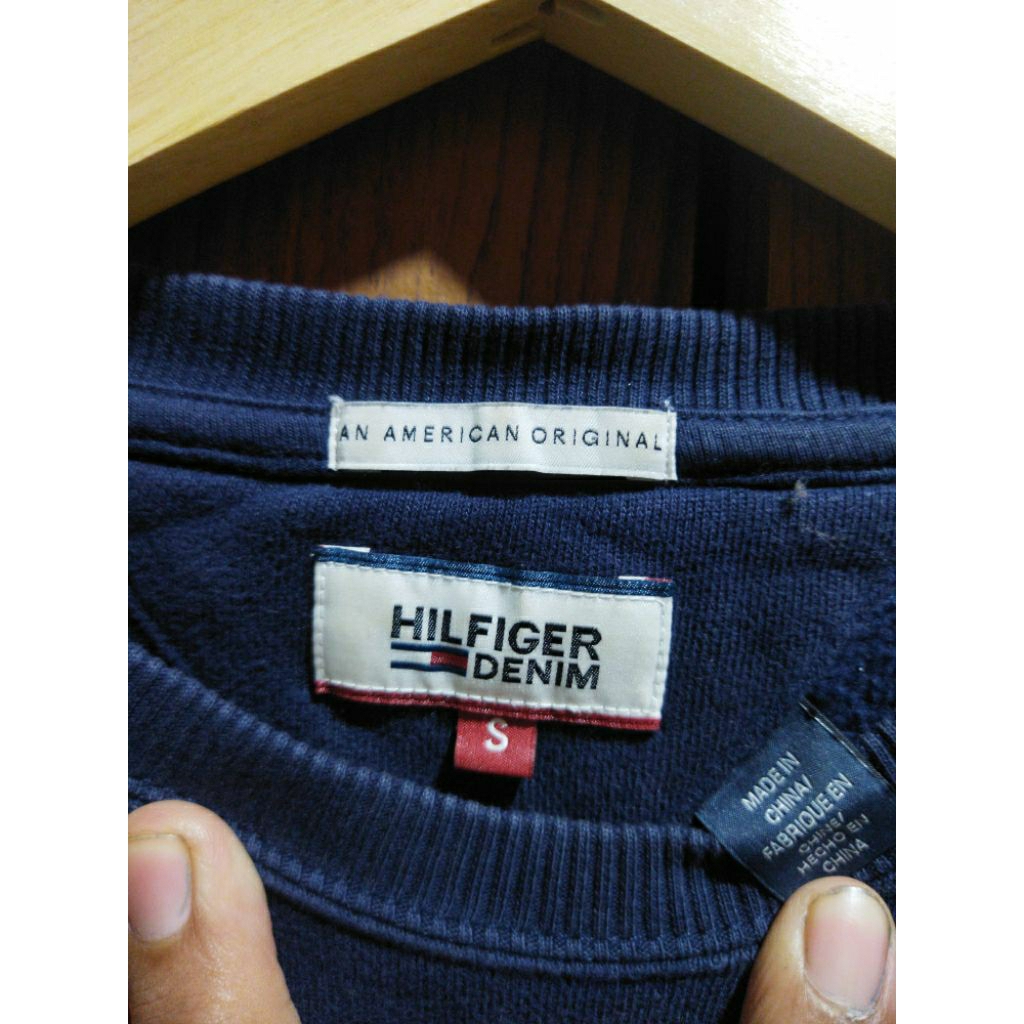 AN AMERICAN ORIGINAL
HILFIGER
DENIM
S
MADE IN
CHINA/
FABRIQUE EN
CHINE/
HECHO EN
CHINA